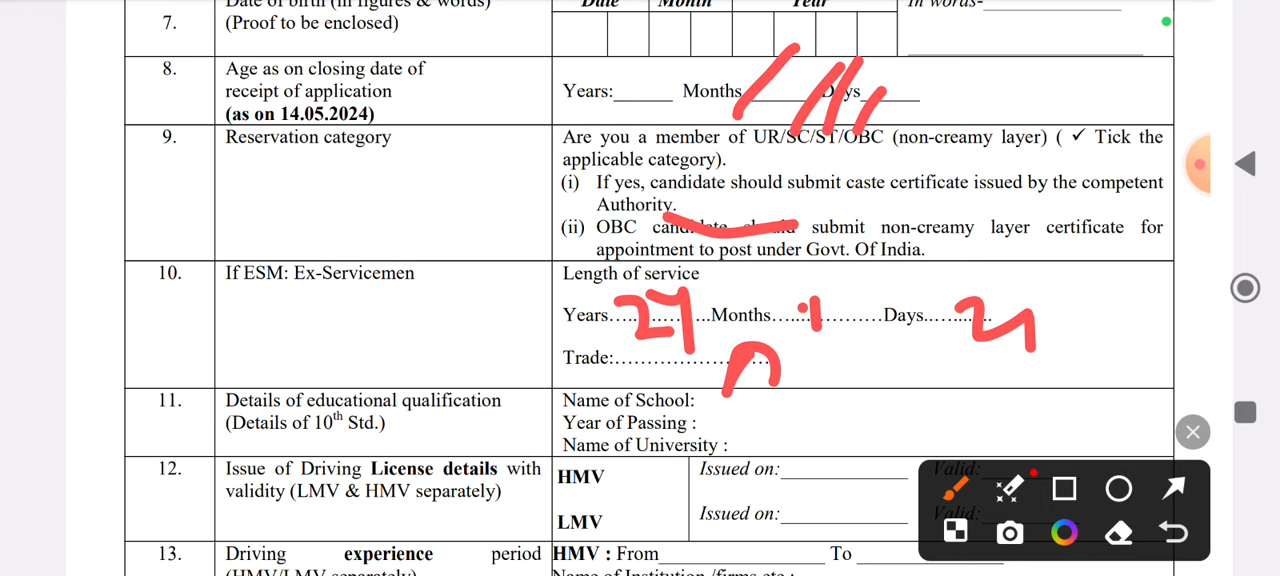 Date of birth (in figures & words) Date Month Year In words-
7. (Proof to be enclosed)
8. Age as on closing date of
receipt of application Years: Months Days
(as on 14.05.2024)
9. Reservation category Are you a member of UR/SC/ST/OBC (non-creamy layer) ( ✓ Tick the
applicable category).
(i) If yes, candidate should submit caste certificate issued by the competent
Authority.
(ii) OBC candidate should submit non-creamy layer certificate for
appointment to post under Govt. Of India.
10. If ESM: Ex-Servicemen Length of service
Years............Months............Days............
Trade:............
11. Details of educational qualification Name of School:
(Details of 10th Std.) Year of Passing :
Name of University :
12. Issue of Driving License details with HMV Issued on: Valid:
validity (LMV & HMV separately)
LMV Issued on: Valid:
13. Driving experience period HMV : From To
(HMV/LMV separately) Name of Institution/firms etc :